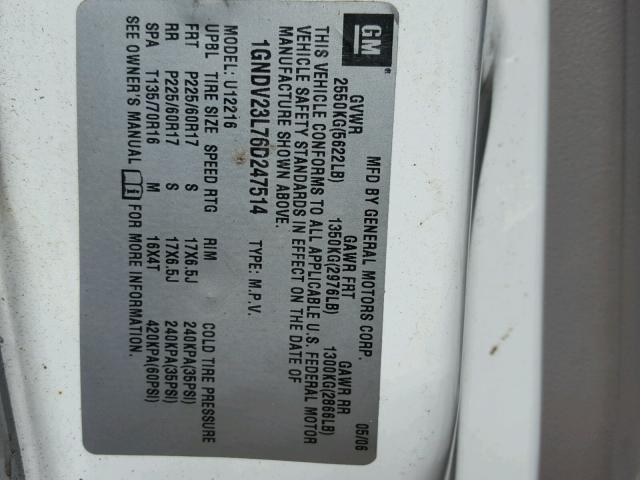 GM
MFD BY GENERAL MOTORS CORP. 05/06
GVWR GAWR FRT GAWR RR
2550KG(5622LB) 1350KG(2976LB) 1300KG(2866LB)
THIS VEHICLE CONFORMS TO ALL APPLICABLE U.S. FEDERAL MOTOR
VEHICLE SAFETY STANDARDS IN EFFECT ON THE DATE OF
MANUFACTURE SHOWN ABOVE.
1GNDV23L76D247514 TYPE: M.P.V.
MODEL: U12216
UPBL TIRE SIZE SPEED RTG RIM COLD TIRE PRESSURE
FRT P225/60R17 S 17X6.5J 240KPA(35PSI)
RR P225/60R17 S 17X6.5J 240KPA(35PSI)
SPA T135/70R16 M 16X4T 420KPA(60PSI)
SEE OWNER'S MANUAL FOR MORE INFORMATION.